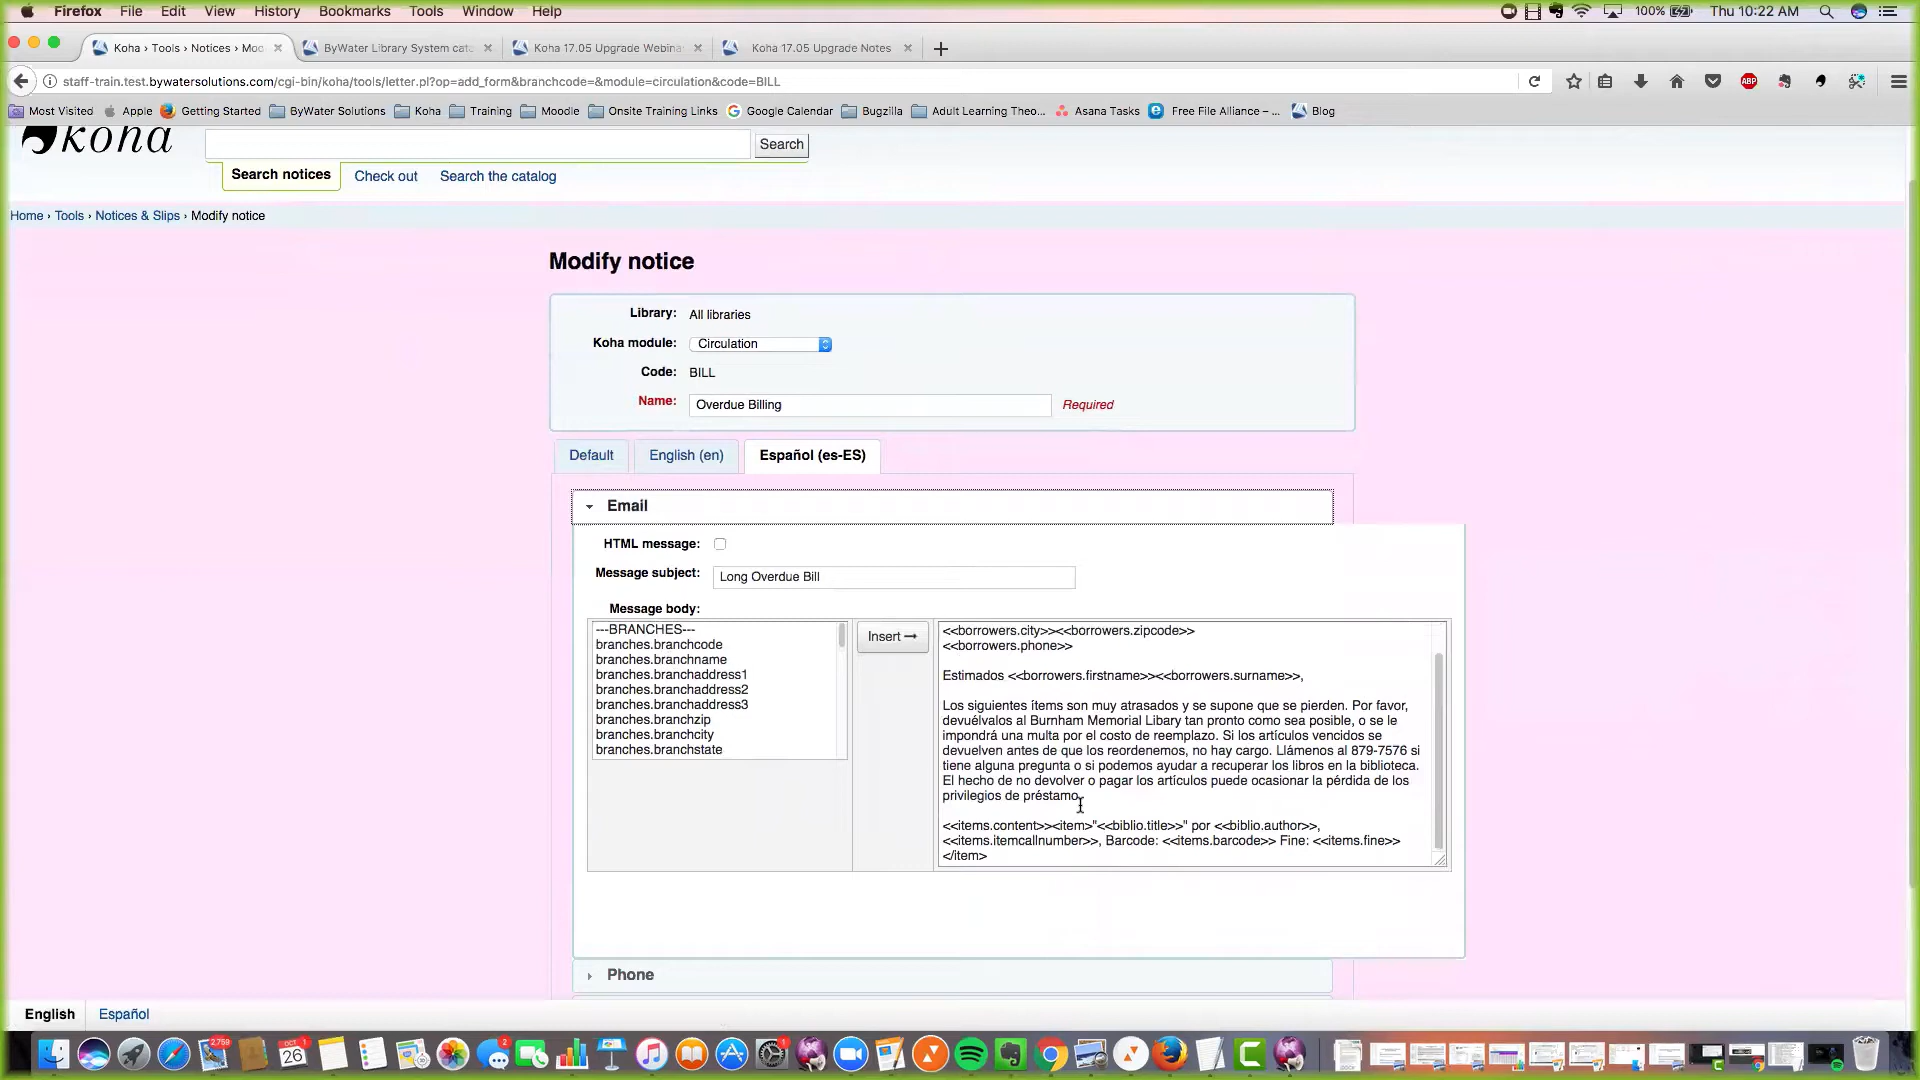 Firefox File Edit View History Bookmarks Tools Window Help 100% Thu 10:22 AM
Koha › Tools › Notices › Moo
ByWater Library System cata
Koha 17.05 Upgrade Webina
Koha 17.05 Upgrade Notes
staff-train.test.bywatersolutions.com/cgi-bin/koha/tools/letter.pl?op=add_form&branchcode=&module=circulation&code=BILL
ABP
Most Visited Apple Getting Started ByWater Solutions Koha Training Moodle Onsite Training Links Google Calendar Bugzilla Adult Learning Theo... Asana Tasks Free File Alliance – ... Blog
koha
Search
Search notices Check out Search the catalog
Home › Tools › Notices & Slips › Modify notice
Modify notice
Library: All libraries
Koha module: Circulation
Code: BILL
Name: Overdue Billing Required
Default English (en) Español (es-ES)
Email
HTML message:
Message subject: Long Overdue Bill
Message body:
---BRANCHES---
branches.branchcode
branches.branchname
branches.branchaddress1
branches.branchaddress2
branches.branchaddress3
branches.branchzip
branches.branchcity
branches.branchstate
Insert
<<borrowers.city>><<borrowers.zipcode>>
<<borrowers.phone>>
Estimados <<borrowers.firstname>><<borrowers.surname>>,
Los siguientes ítems son muy atrasados y se supone que se pierden. Por favor,
devuélvalos al Burnham Memorial Libary tan pronto como sea posible, o se le
impondrá una multa por el costo de reemplazo. Si los artículos vencidos se
devuelven antes de que los reordenemos, no hay cargo. Llámenos al 879-7576 si
tiene alguna pregunta o si podemos ayudar a recuperar los libros en la biblioteca.
El hecho de no devolver o pagar los artículos puede ocasionar la pérdida de los
privilegios de préstamo.
<<items.content>><item>"<<biblio.title>>" por <<biblio.author>>,
<<items.itemcallnumber>>, Barcode: <<items.barcode>> Fine: <<items.fine>>
</item>
Phone
English Español
2,759
OCT
26
2